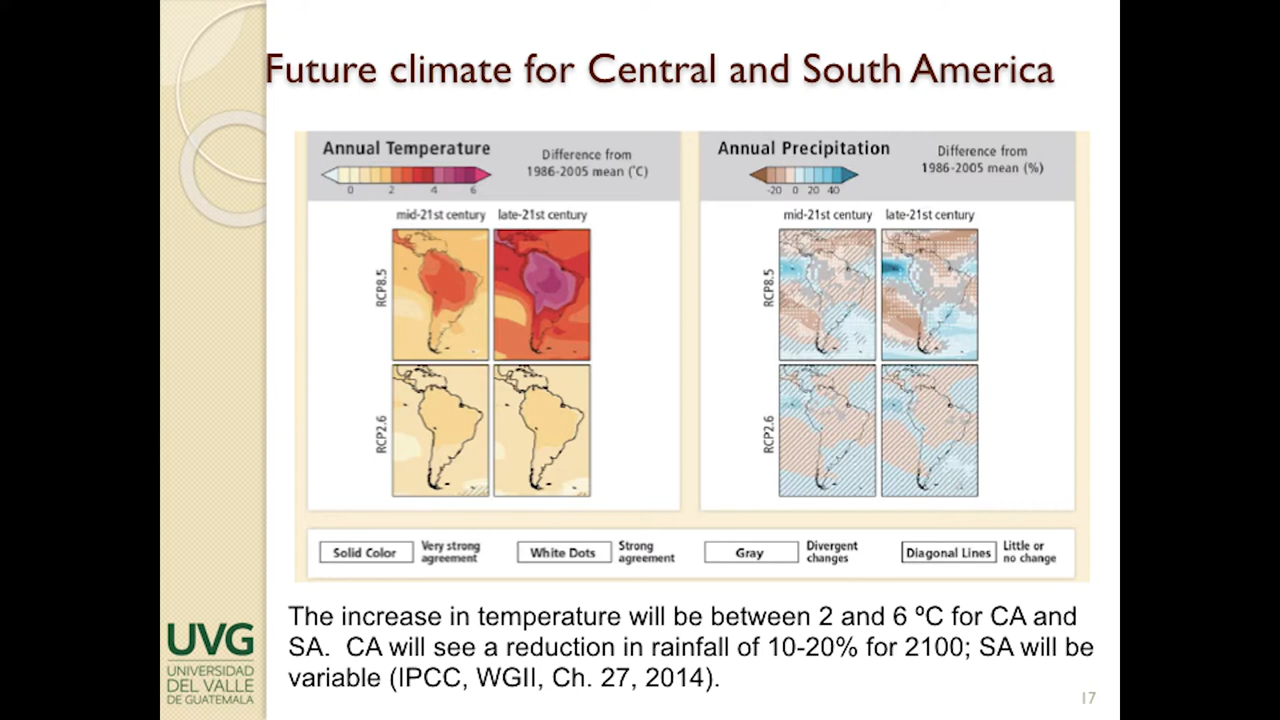 Future climate for Central and South America
Annual Temperature
Difference from
1986-2005 mean (˚C)
0 2 4 6
mid-21st century late-21st century
RCP8.5
RCP2.6
Annual Precipitation
Difference from
1986-2005 mean (%)
-20 0 20 40
mid-21st century late-21st century
RCP8.5
RCP2.6
Solid Color
Very strong
agreement
White Dots
Strong
agreement
Gray
Divergent
changes
Diagonal Lines
Little or
no change
The increase in temperature will be between 2 and 6 ºC for CA and
SA. CA will see a reduction in rainfall of 10-20% for 2100; SA will be
variable (IPCC, WGII, Ch. 27, 2014).
UVG
UNIVERSIDAD
DEL VALLE
DE GUATEMALA
17